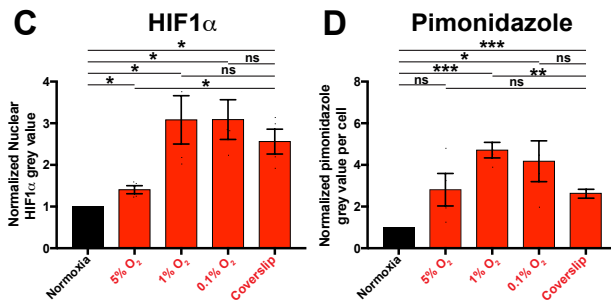 C HIF1α
*
* ns
* ns
* *
Normalized Nuclear
HIF1α grey value
4
3
2
1
0
Normoxia
5% O₂
1% O₂
0.1% O₂
Coverslip
D Pimonidazole
***
* ns
*** **
ns ns
Normalized pimonidazole
grey value per cell
8
6
4
2
0
Normoxia
5% O₂
1% O₂
0.1% O₂
Coverslip